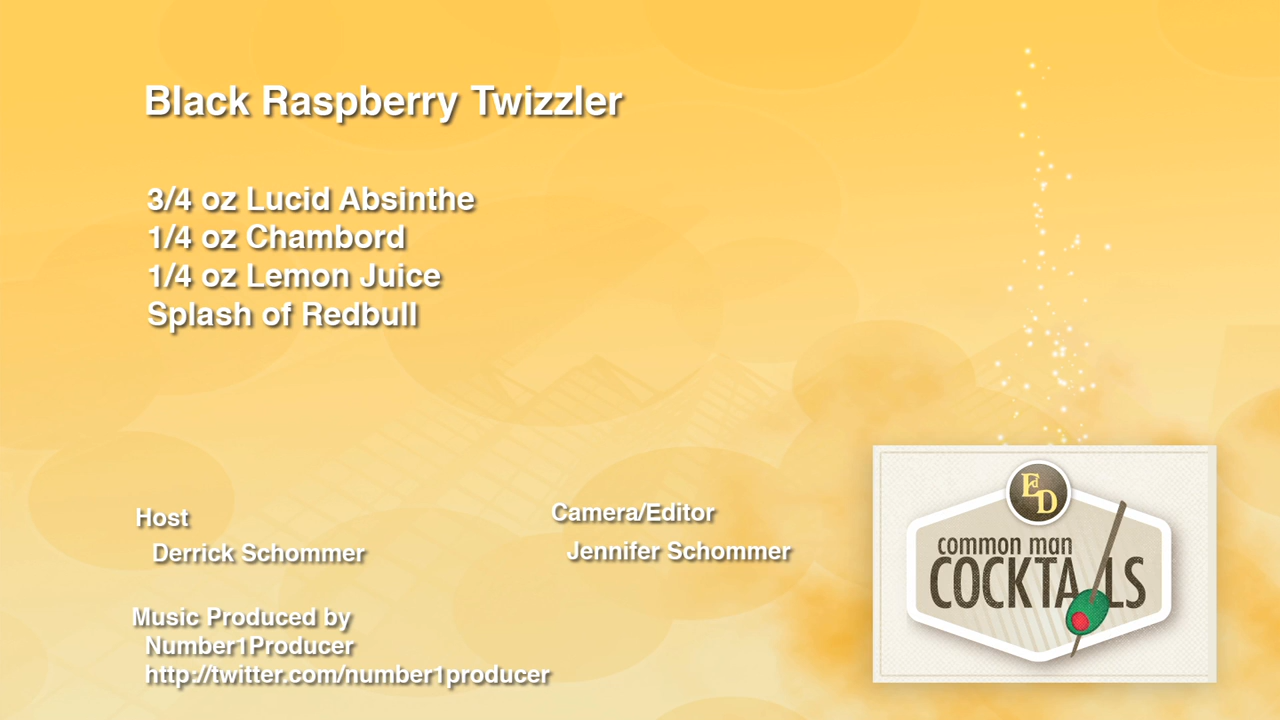 Black Raspberry Twizzler
3/4 oz Lucid Absinthe
1/4 oz Chambord
1/4 oz Lemon Juice
Splash of Redbull
Host
Derrick Schommer
Camera/Editor
Jennifer Schommer
Music Produced by
Number1Producer
http://twitter.com/number1producer
EdD
common man
COCKTAILS